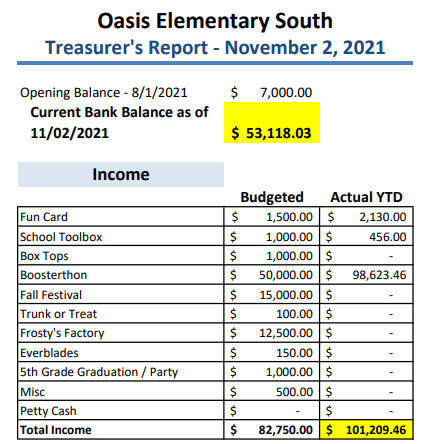 Oasis Elementary South
Treasurer's Report - November 2, 2021
Opening Balance - 8/1/2021 $ 7,000.00
Current Bank Balance as of
11/02/2021 $ 53,118.03
Income
Budgeted Actual YTD
Fun Card $ 1,500.00 $ 2,130.00
School Toolbox $ 1,000.00 $ 456.00
Box Tops $ 1,000.00 $ -
Boosterthon $ 50,000.00 $ 98,623.46
Fall Festival $ 15,000.00 $ -
Trunk or Treat $ 100.00 $ -
Frosty's Factory $ 12,500.00 $ -
Everblades $ 150.00 $ -
5th Grade Graduation / Party $ 1,000.00 $ -
Misc $ 500.00 $ -
Petty Cash $ - $ -
Total Income $ 82,750.00 $ 101,209.46